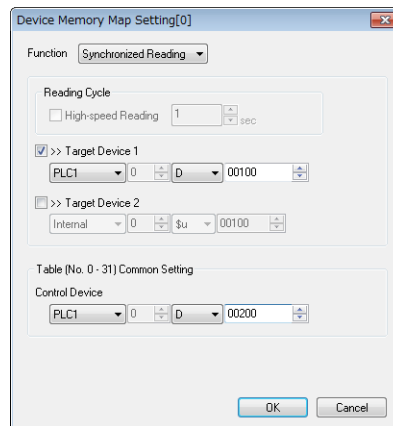 Device Memory Map Setting[0]
Function Synchronized Reading
Reading Cycle
High-speed Reading 1 sec
>> Target Device 1
PLC1 0 D 00100
>> Target Device 2
Internal 0 $u 00100
Table (No. 0 - 31) Common Setting
Control Device
PLC1 0 D 00200
OK Cancel